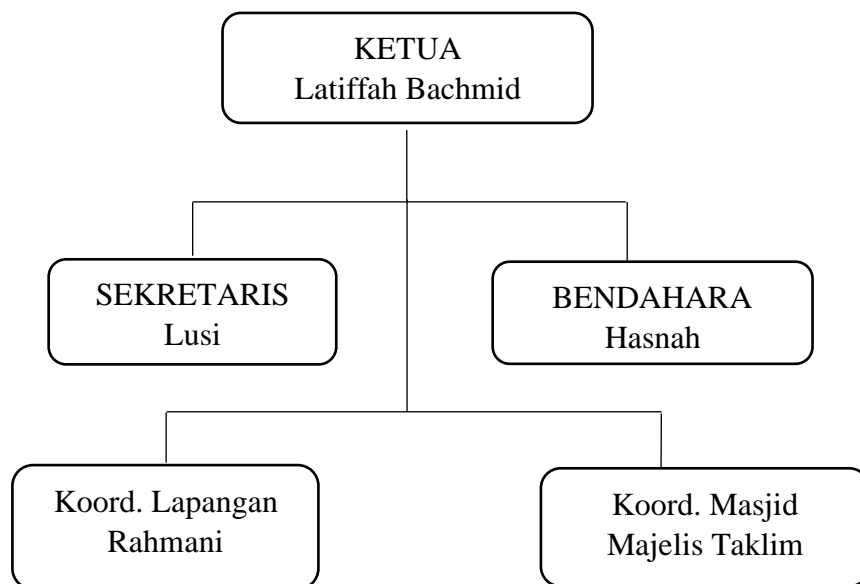 KETUA
Latiffah Bachmid
SEKRETARIS
Lusi
BENDAHARA
Hasnah
Koord. Lapangan
Rahmani
Koord. Masjid
Majelis Taklim